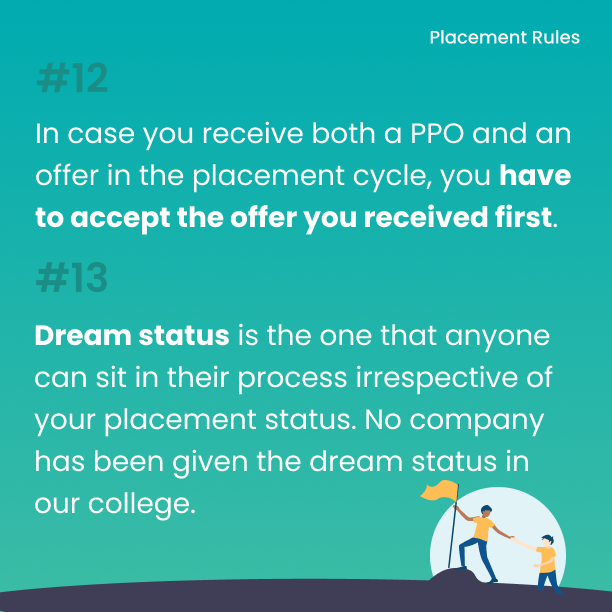 Placement Rules
#12
In case you receive both a PPO and an
offer in the placement cycle, you have
to accept the offer you received first.
#13
Dream status is the one that anyone
can sit in their process irrespective of
your placement status. No company
has been given the dream status in
our college.